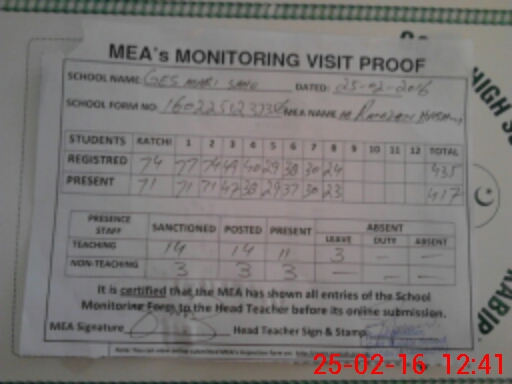 MEA's MONITORING VISIT PROOF
SCHOOL NAME: GES MARI DATED: 25-02-2016
SCHOOL FORM NO: MEA NAME
STUDENTS KATCHI 1 2 3 4 5 6 7 8 9 10 11 12 TOTAL
REGISTRED 74 77 74 49 40 29 38 30 24 435
PRESENT 71 71 71 47 38 29 37 30 23 417
PRESENCE STAFF SANCTIONED POSTED PRESENT ABSENT
LEAVE DUTY ABSENT
TEACHING 14 14 11 3 — —
NON-TEACHING 3 3 3 — — —
It is certified that the MEA has shown all entries of the School
Monitoring Form to the Head Teacher before its online submission.
MEA Signature Head Teacher Sign & Stamp
HIGH S
KABIP
25-02-16 12:41